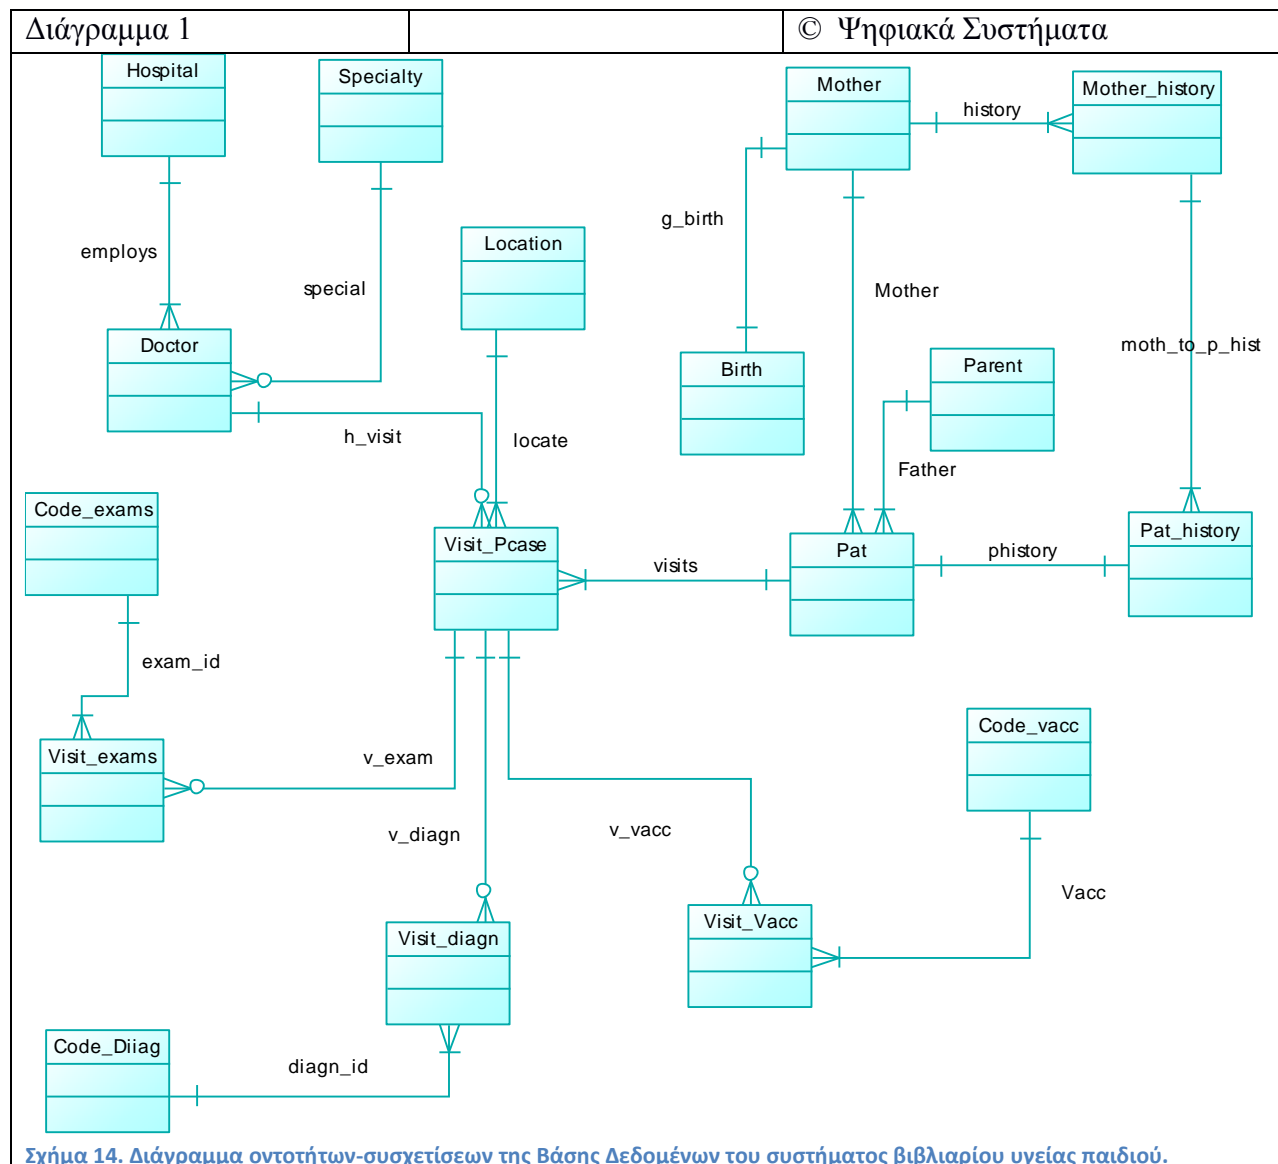 Διάγραμμα 1
© Ψηφιακά Συστήματα
Hospital
Specialty
Mother
Mother_history
history
g_birth
employs
special
Location
Mother
moth_to_p_hist
Doctor
Birth
Parent
h_visit
locate
Father
Code_exams
Visit_Pcase
Pat
Pat_history
visits
phistory
exam_id
Visit_exams
v_exam
v_diagn
v_vacc
Code_vacc
Vacc
Visit_diagn
Visit_Vacc
Code_Diiag
diagn_id
Σχήμα 14. Διάγραμμα οντοτήτων-συσχετίσεων της Βάσης Δεδομένων του συστήματος βιβλιαρίου υγείας παιδιού.